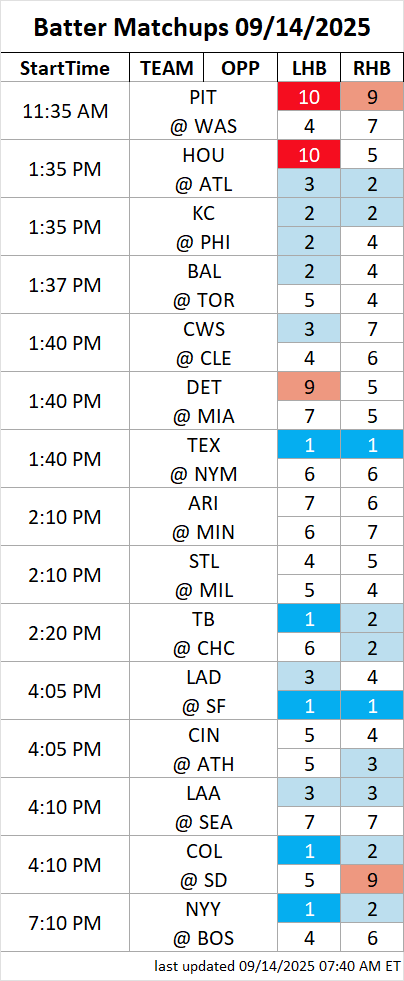 Batter Matchups 09/14/2025
StartTime TEAM OPP LHB RHB
11:35 AM PIT 10 9
@ WAS 4 7
1:35 PM HOU 10 5
@ ATL 3 2
1:35 PM KC 2 2
@ PHI 2 4
1:37 PM BAL 2 4
@ TOR 5 4
1:40 PM CWS 3 7
@ CLE 4 6
1:40 PM DET 9 5
@ MIA 7 5
1:40 PM TEX 1 1
@ NYM 6 6
2:10 PM ARI 7 6
@ MIN 6 7
2:10 PM STL 4 5
@ MIL 5 4
2:20 PM TB 1 2
@ CHC 6 2
4:05 PM LAD 3 4
@ SF 1 1
4:05 PM CIN 5 4
@ ATH 5 3
4:10 PM LAA 3 3
@ SEA 7 7
4:10 PM COL 1 2
@ SD 5 9
7:10 PM NYY 1 2
@ BOS 4 6
last updated 09/14/2025 07:40 AM ET